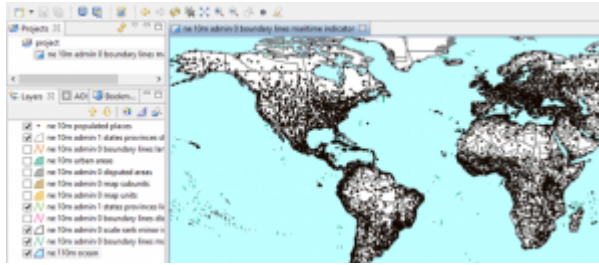 Projects
ne 10m admin 0 boundary lines maritime indicator
project
ne 10m admin 0 boundary lines m
Layers
AOI
Bookm...
ne 10m populated places
ne 10m admin 1 states provinces
ne 10m admin 0 boundary lines lan
ne 10m urban areas
ne 10m admin 0 disputed areas
ne 10m admin 0 map subunits
ne 10m admin 0 map units
ne 10m admin 1 states provinces li
ne 10m admin 0 boundary lines dis
ne 10m admin 0 scale rank minor i
ne 10m admin 0 boundary lines
ne 110m ocean